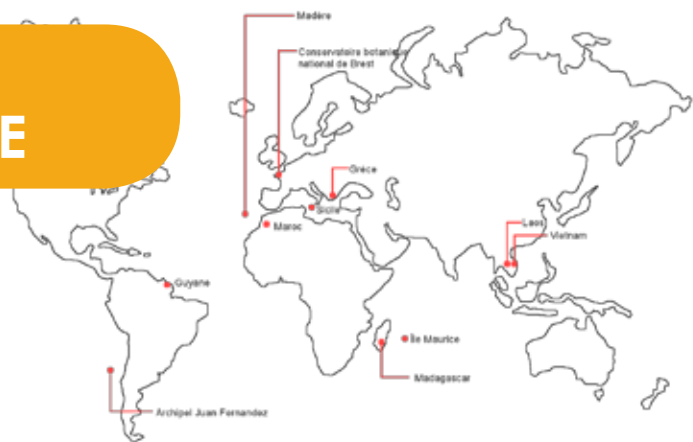 Madère
Conservatoire botanique
national de Brest
E
Grèce
Sicile
Maroc
Laos
Vietnam
Guyane
Île Maurice
Madagascar
Archipel Juan Fernandez